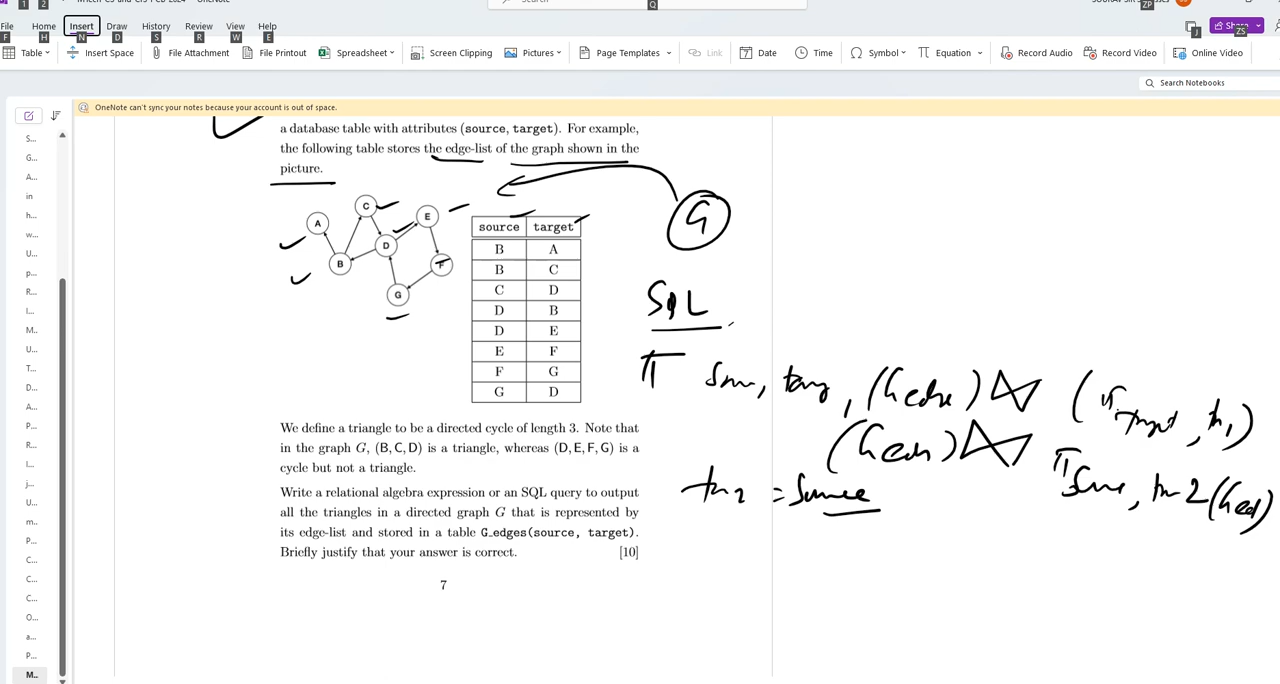 Search
File Home Insert Draw History Review View Help
F H N D S R W E Q ZP
Share
J ZS
Table Insert Space File Attachment File Printout Spreadsheet Screen Clipping Pictures Page Templates Link Date Time Symbol Equation Record Audio Record Video Online Video
Search Notebooks
OneNote can't sync your notes because your account is out of space.
S...
G...
A...
in
h...
w...
U...
p...
R...
I...
M...
U...
T...
D...
A...
P...
R...
I...
j...
U...
m...
P...
C...
C...
C...
O...
a...
P...
M...
a database table with attributes (source, target). For example,
the following table stores the edge-list of the graph shown in the
picture.
A C E D B F G
G
source target
B A
B C
C D
D B
D E
E F
F G
G D
SQL
π
= Source
We define a triangle to be a directed cycle of length 3. Note that
in the graph G, (B, C, D) is a triangle, whereas (D, E, F, G) is a
cycle but not a triangle.
Write a relational algebra expression or an SQL query to output
all the triangles in a directed graph G that is represented by
its edge-list and stored in a table G_edges(source, target).
Briefly justify that your answer is correct. [10]
7